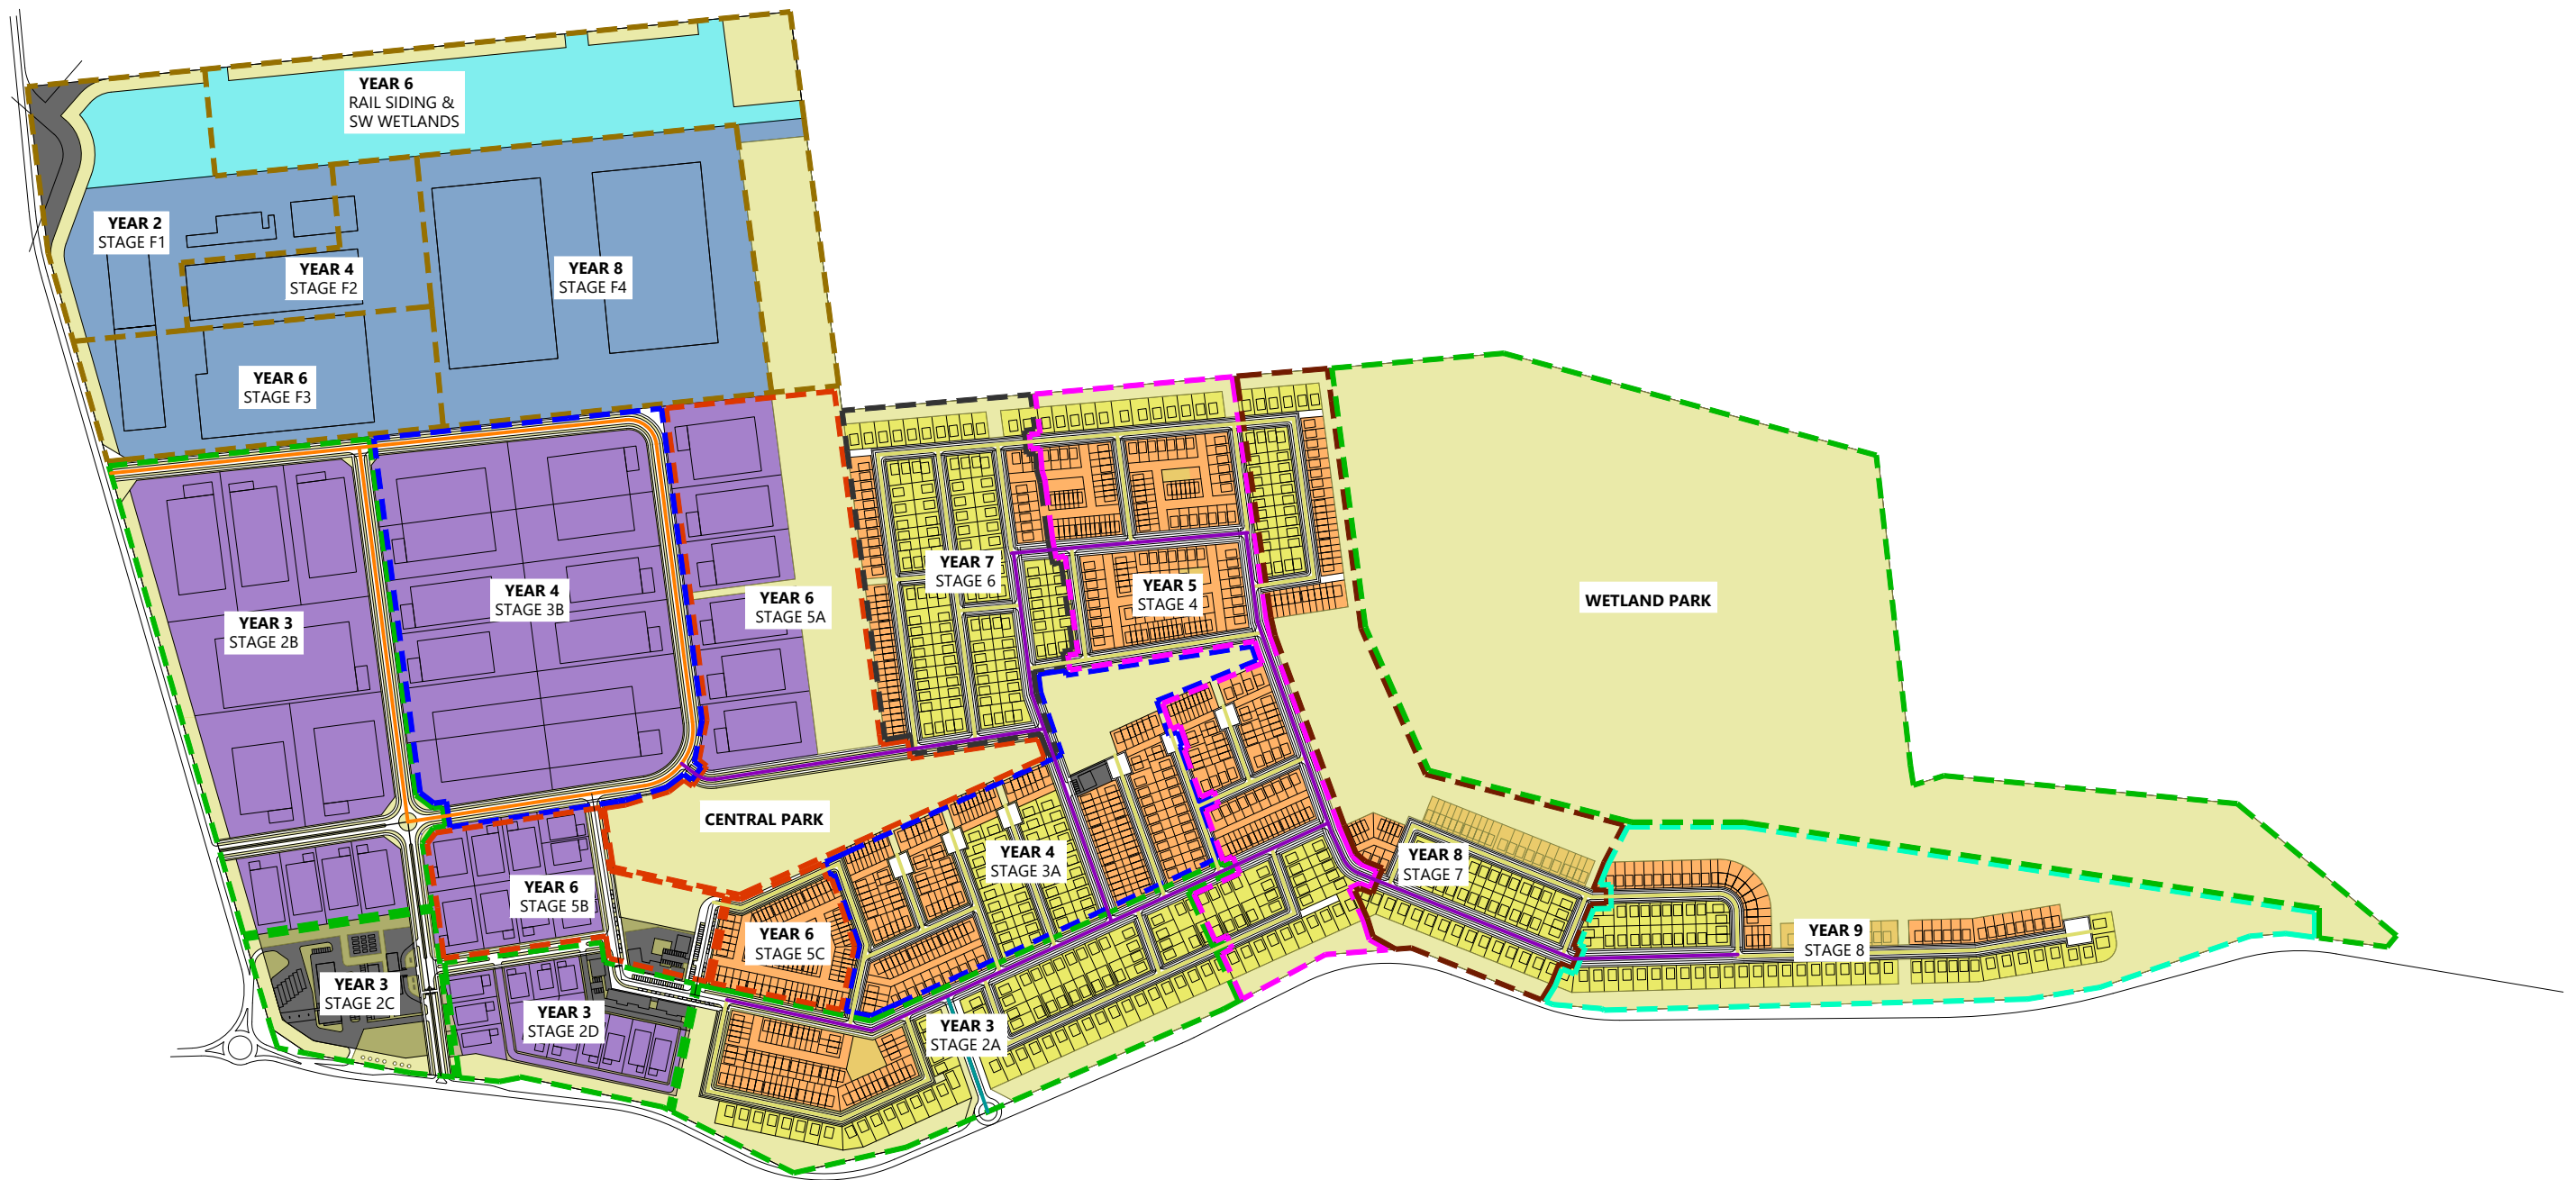 YEAR 6
RAIL SIDING &
SW WETLANDS
YEAR 2
STAGE F1
YEAR 4
STAGE F2
YEAR 8
STAGE F4
YEAR 6
STAGE F3
YEAR 3
STAGE 2B
YEAR 4
STAGE 3B
YEAR 6
STAGE 5A
YEAR 7
STAGE 6
YEAR 5
STAGE 4
WETLAND PARK
CENTRAL PARK
YEAR 4
STAGE 3A
YEAR 8
STAGE 7
YEAR 6
STAGE 5B
YEAR 6
STAGE 5C
YEAR 9
STAGE 8
YEAR 3
STAGE 2C
YEAR 3
STAGE 2D
YEAR 3
STAGE 2A